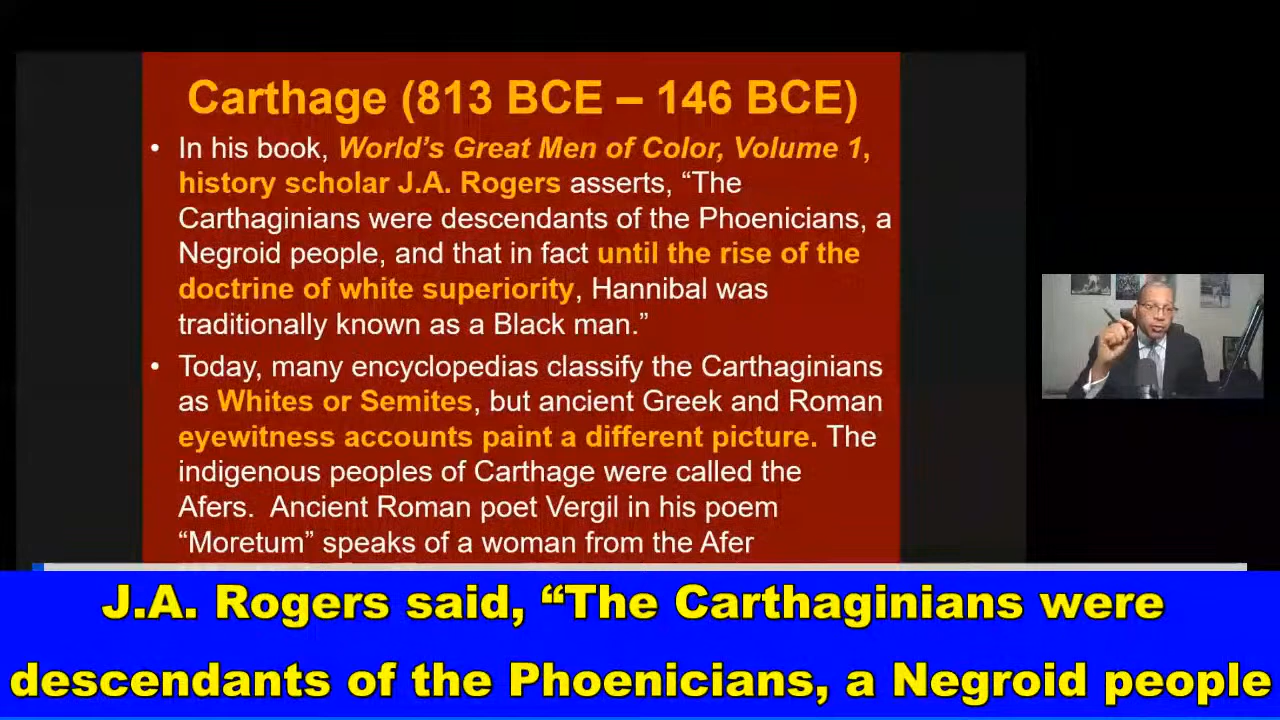 Carthage (813 BCE – 146 BCE)
• In his book, World’s Great Men of Color, Volume 1,
history scholar J.A. Rogers asserts, “The
Carthaginians were descendants of the Phoenicians, a
Negroid people, and that in fact until the rise of the
doctrine of white superiority, Hannibal was
traditionally known as a Black man.”
• Today, many encyclopedias classify the Carthaginians
as Whites or Semites, but ancient Greek and Roman
eyewitness accounts paint a different picture. The
indigenous peoples of Carthage were called the
Afers. Ancient Roman poet Vergil in his poem
“Moretum” speaks of a woman from the Afer
J.A. Rogers said, “The Carthaginians were
descendants of the Phoenicians, a Negroid people